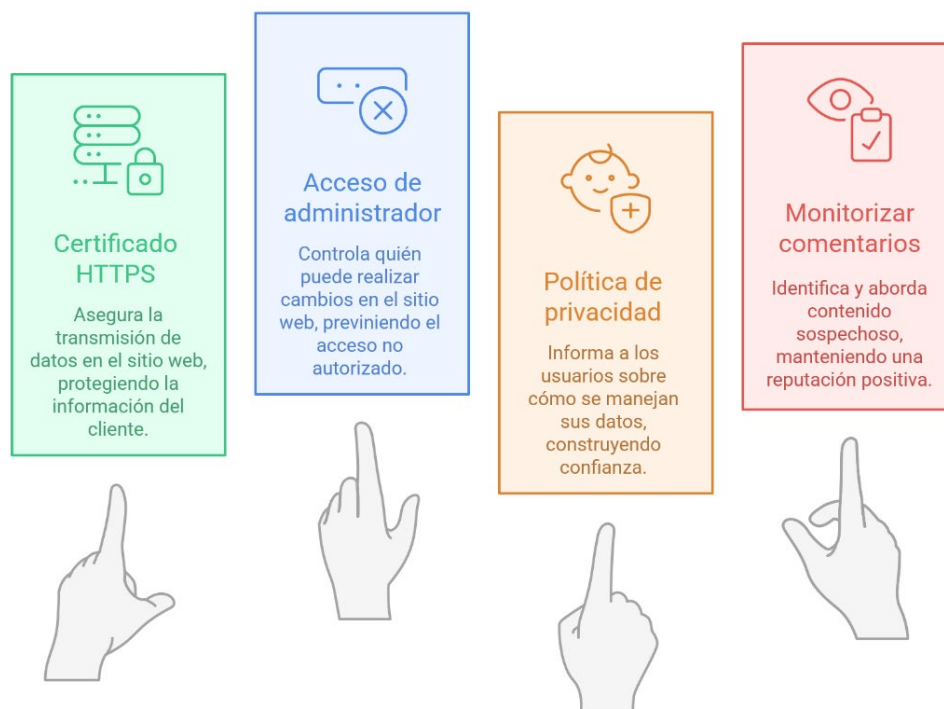 Certificado
HTTPS
Asegura la
transmisión de
datos en el sitio web,
protegiendo la
información del
cliente.
Acceso de
administrador
Controla quién
puede realizar
cambios en el sitio
web, previniendo el
acceso no
autorizado.
Política de
privacidad
Informa a los
usuarios sobre
cómo se manejan
sus datos,
construyendo
confianza.
Monitorizar
comentarios
Identifica y aborda
contenido
sospechoso,
manteniendo una
reputación positiva.